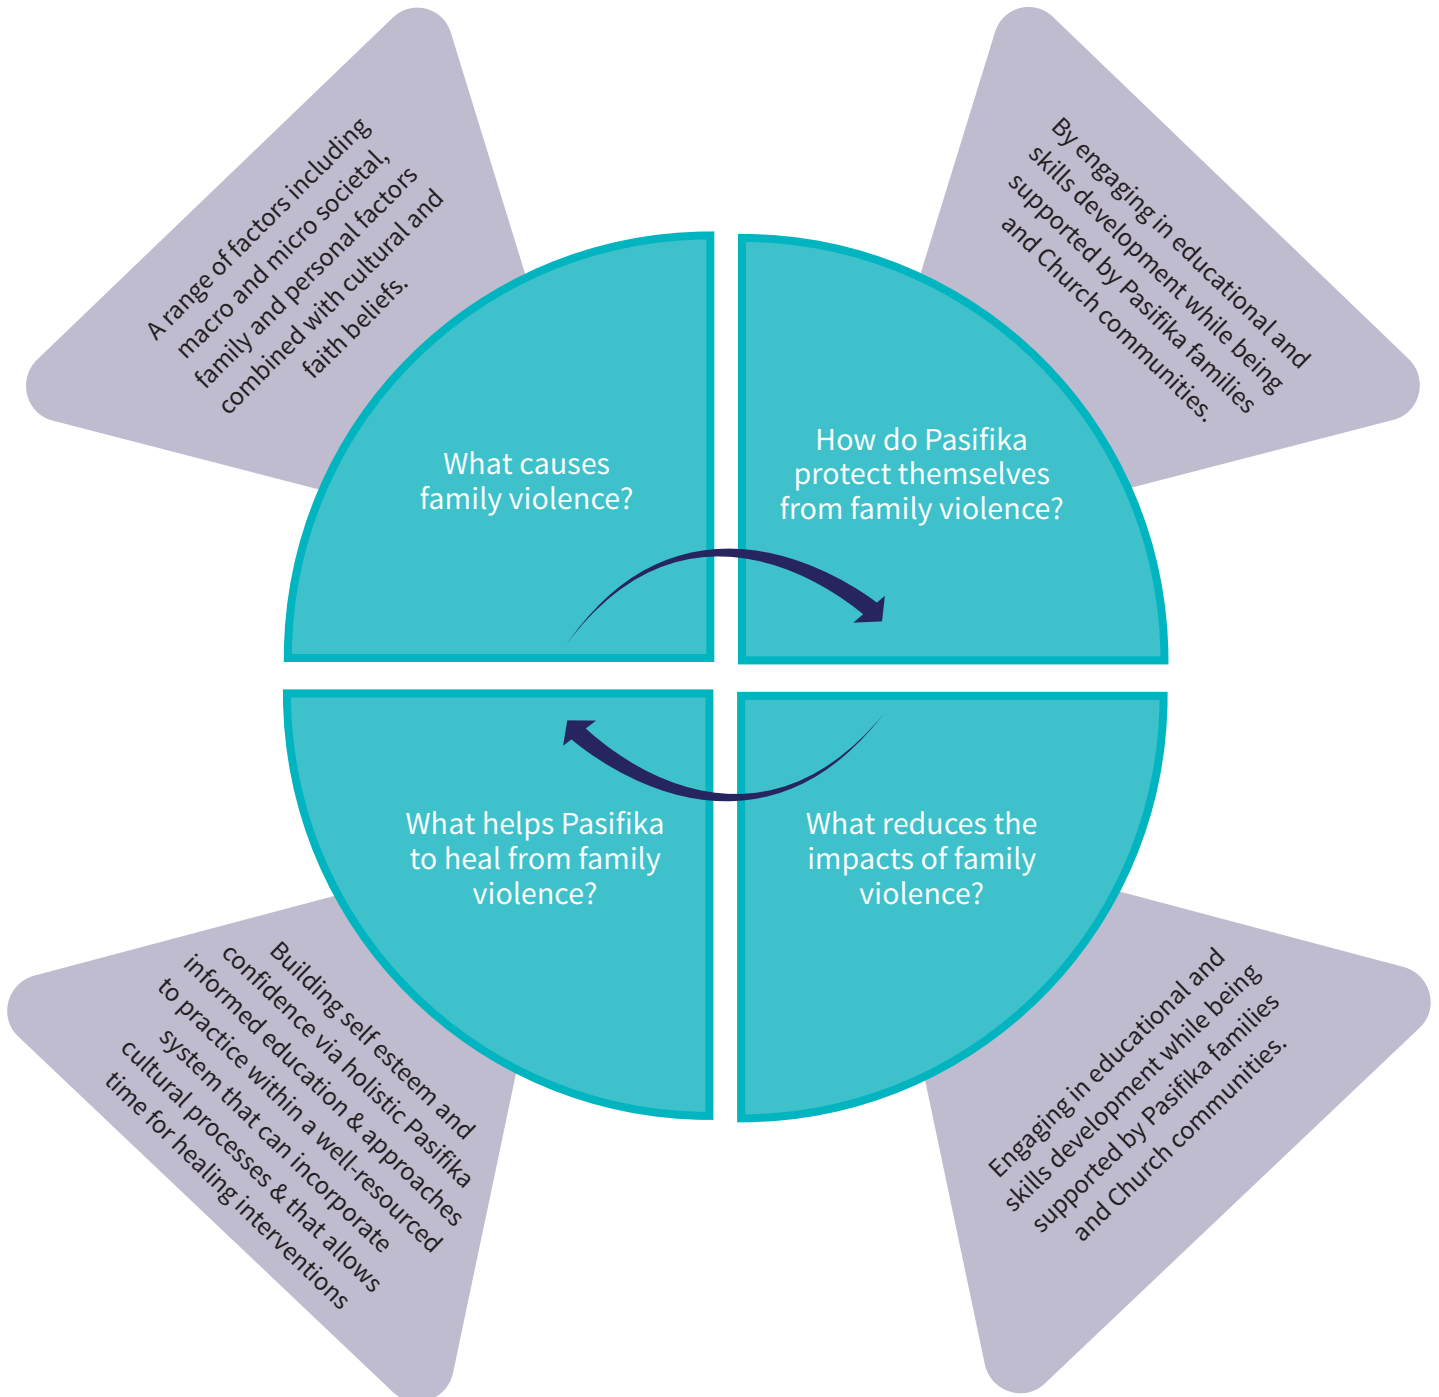 A range of factors including
macro and micro societal,
family and personal factors
combined with cultural and
faith beliefs.
By engaging in educational and
skills development while being
supported by Pasifika families
and Church communities.
What causes
family violence?
How do Pasifika
protect themselves
from family violence?
What helps Pasifika
to heal from family
violence?
What reduces the
impacts of family
violence?
Building self esteem and
confidence via holistic Pasifika
informed education & approaches
to practice within a well-resourced
system that can incorporate
cultural processes & that allows
time for healing interventions
Engaging in educational and
skills development while being
supported by Pasifika families
and Church communities.